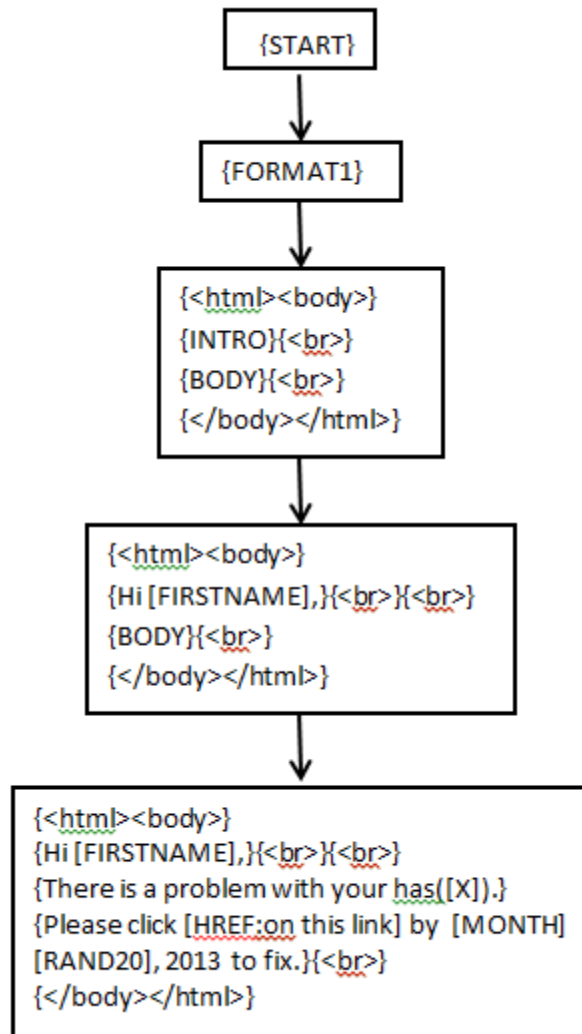 {START}
{FORMAT1}
{<html><body>}
{INTRO}{<br>}
{BODY}{<br>}
{</body></html>}
{<html><body>}
{Hi [FIRSTNAME],}{<br>}{<br>}
{BODY}{<br>}
{</body></html>}
{<html><body>}
{Hi [FIRSTNAME],}{<br>}{<br>}
{There is a problem with your has([X]).}
{Please click [HREF:on this link] by [MONTH]
[RAND20], 2013 to fix.}{<br>}
{</body></html>}